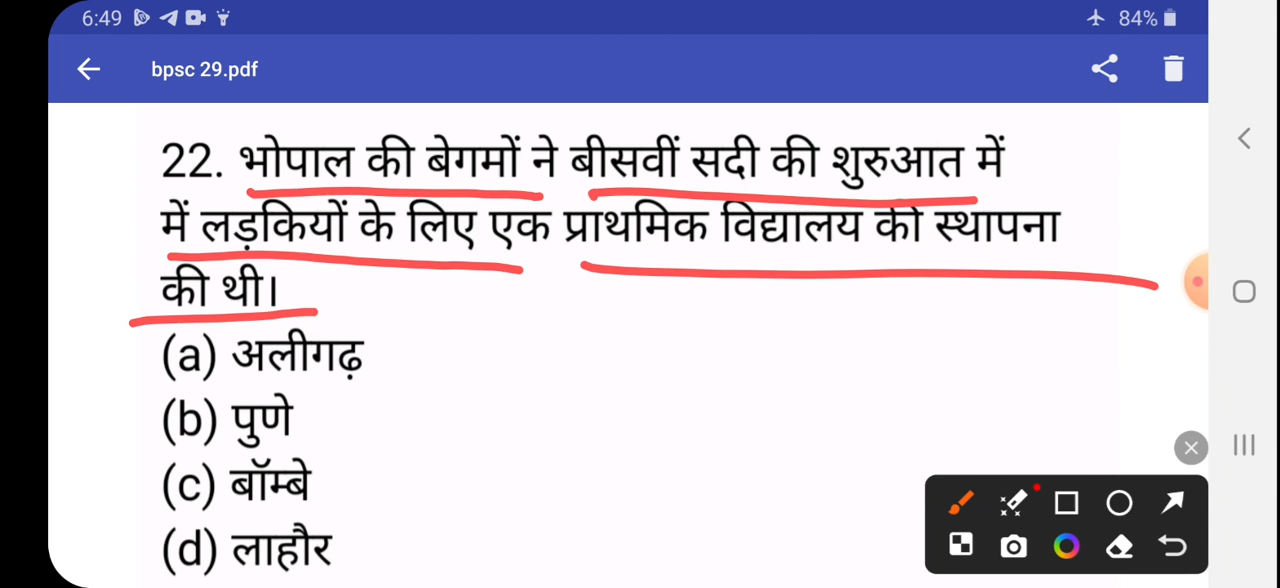 6:49
84%
bpsc 29.pdf
22. भोपाल की बेगमों ने बीसवीं सदी की शुरुआत में
में लड़कियों के लिए एक प्राथमिक विद्यालय की स्थापना
की थी।
(a) अलीगढ़
(b) पुणे
(c) बॉम्बे
(d) लाहौर